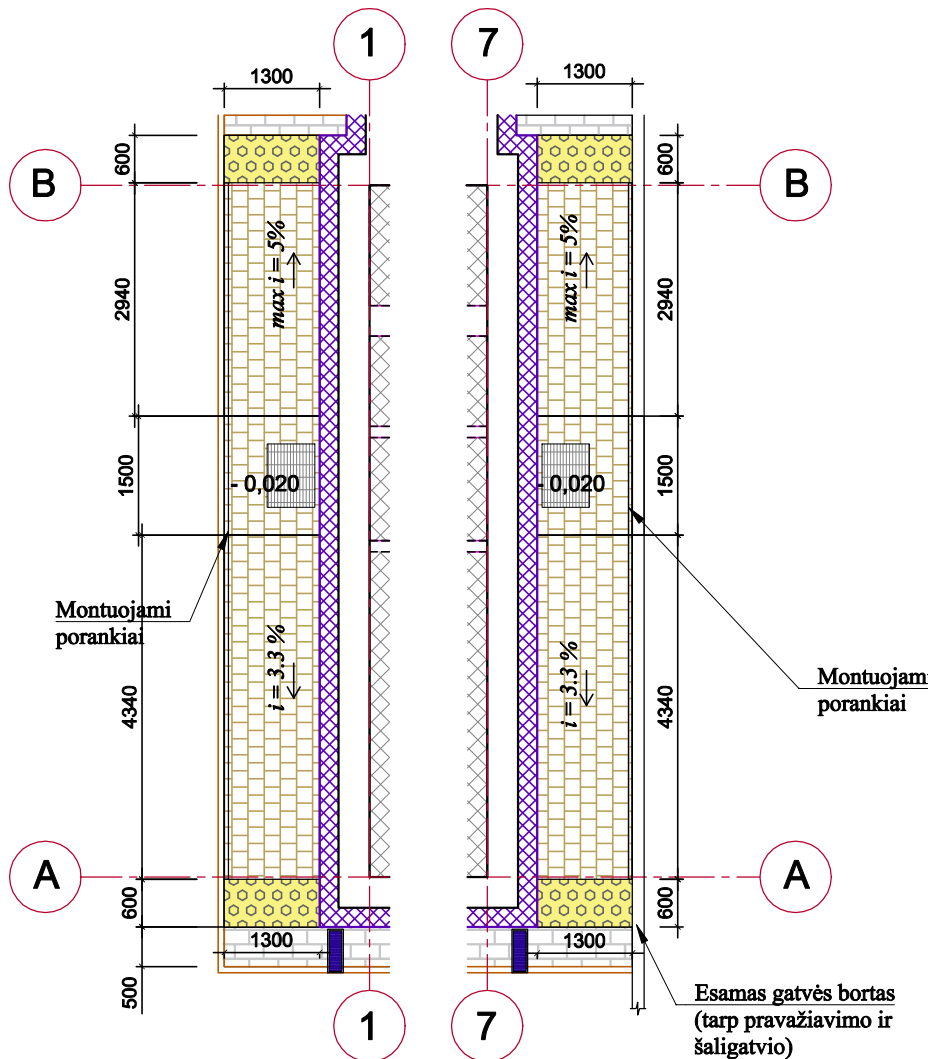 1
7
1300
1300
600
600
B
B
max i = 5%
max i = 5%
2940
2940
1500
1500
- 0,020
- 0,020
Montuojami
porankiai
i = 3.3 %
i = 3.3 %
Montuojami
porankiai
4340
4340
A
A
600
600
1300
1300
500
Esamas gatvės bortas
(tarp pravažiavimo ir
šaligatvio)
1
7